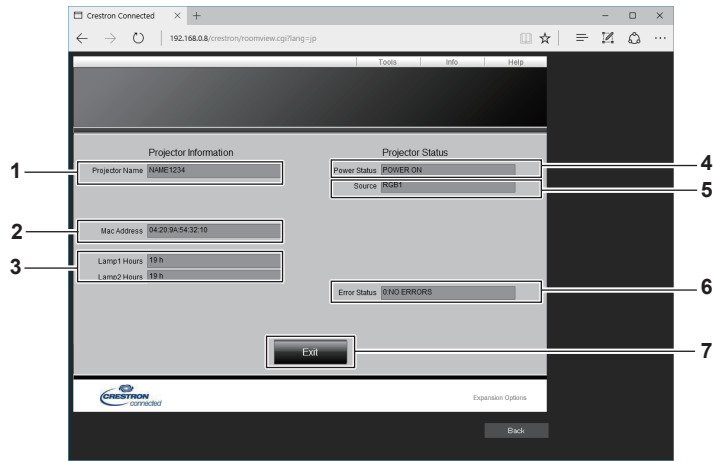 Crestron Connected
192.168.0.8/crestron/roomview.cgi?lang=jp
Tools Info Help
Projector Information
Projector Status
1
Projector Name NAME1234
Power Status POWER ON
4
Source RGB1
5
2
Mac Address 04:20:9A:54:32:10
3
Lamp1 Hours 19 h
Lamp2 Hours 19 h
Error Status 0:NO ERRORS
6
Exit
7
CRESTRON
connected
Expansion Options
Back